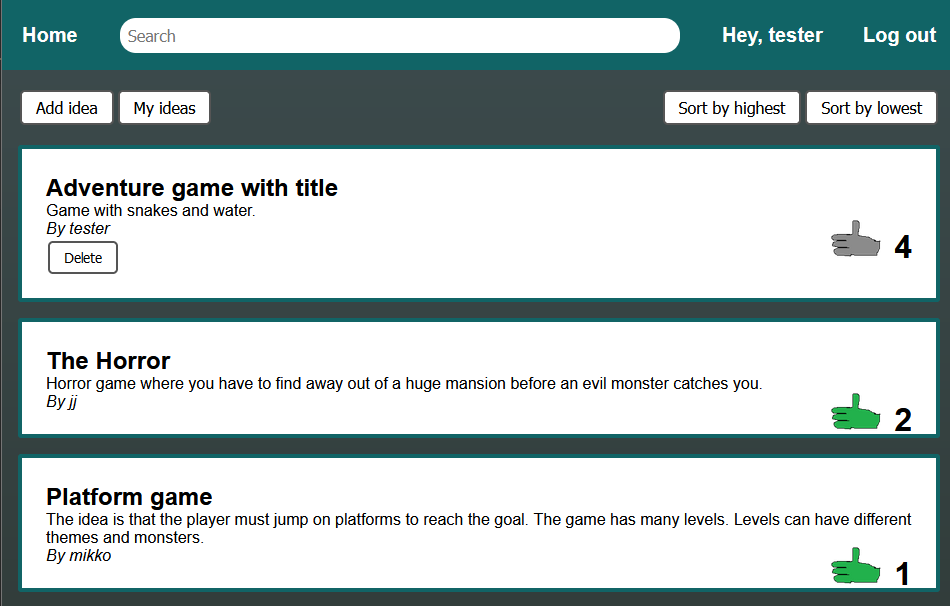 Home Search Hey, tester Log out
Add idea My ideas Sort by highest Sort by lowest
Adventure game with title
Game with snakes and water.
By tester
4
Delete
The Horror
Horror game where you have to find away out of a huge mansion before an evil monster catches you.
By jj
2
Platform game
The idea is that the player must jump on platforms to reach the goal. The game has many levels. Levels can have different
themes and monsters.
By mikko
1